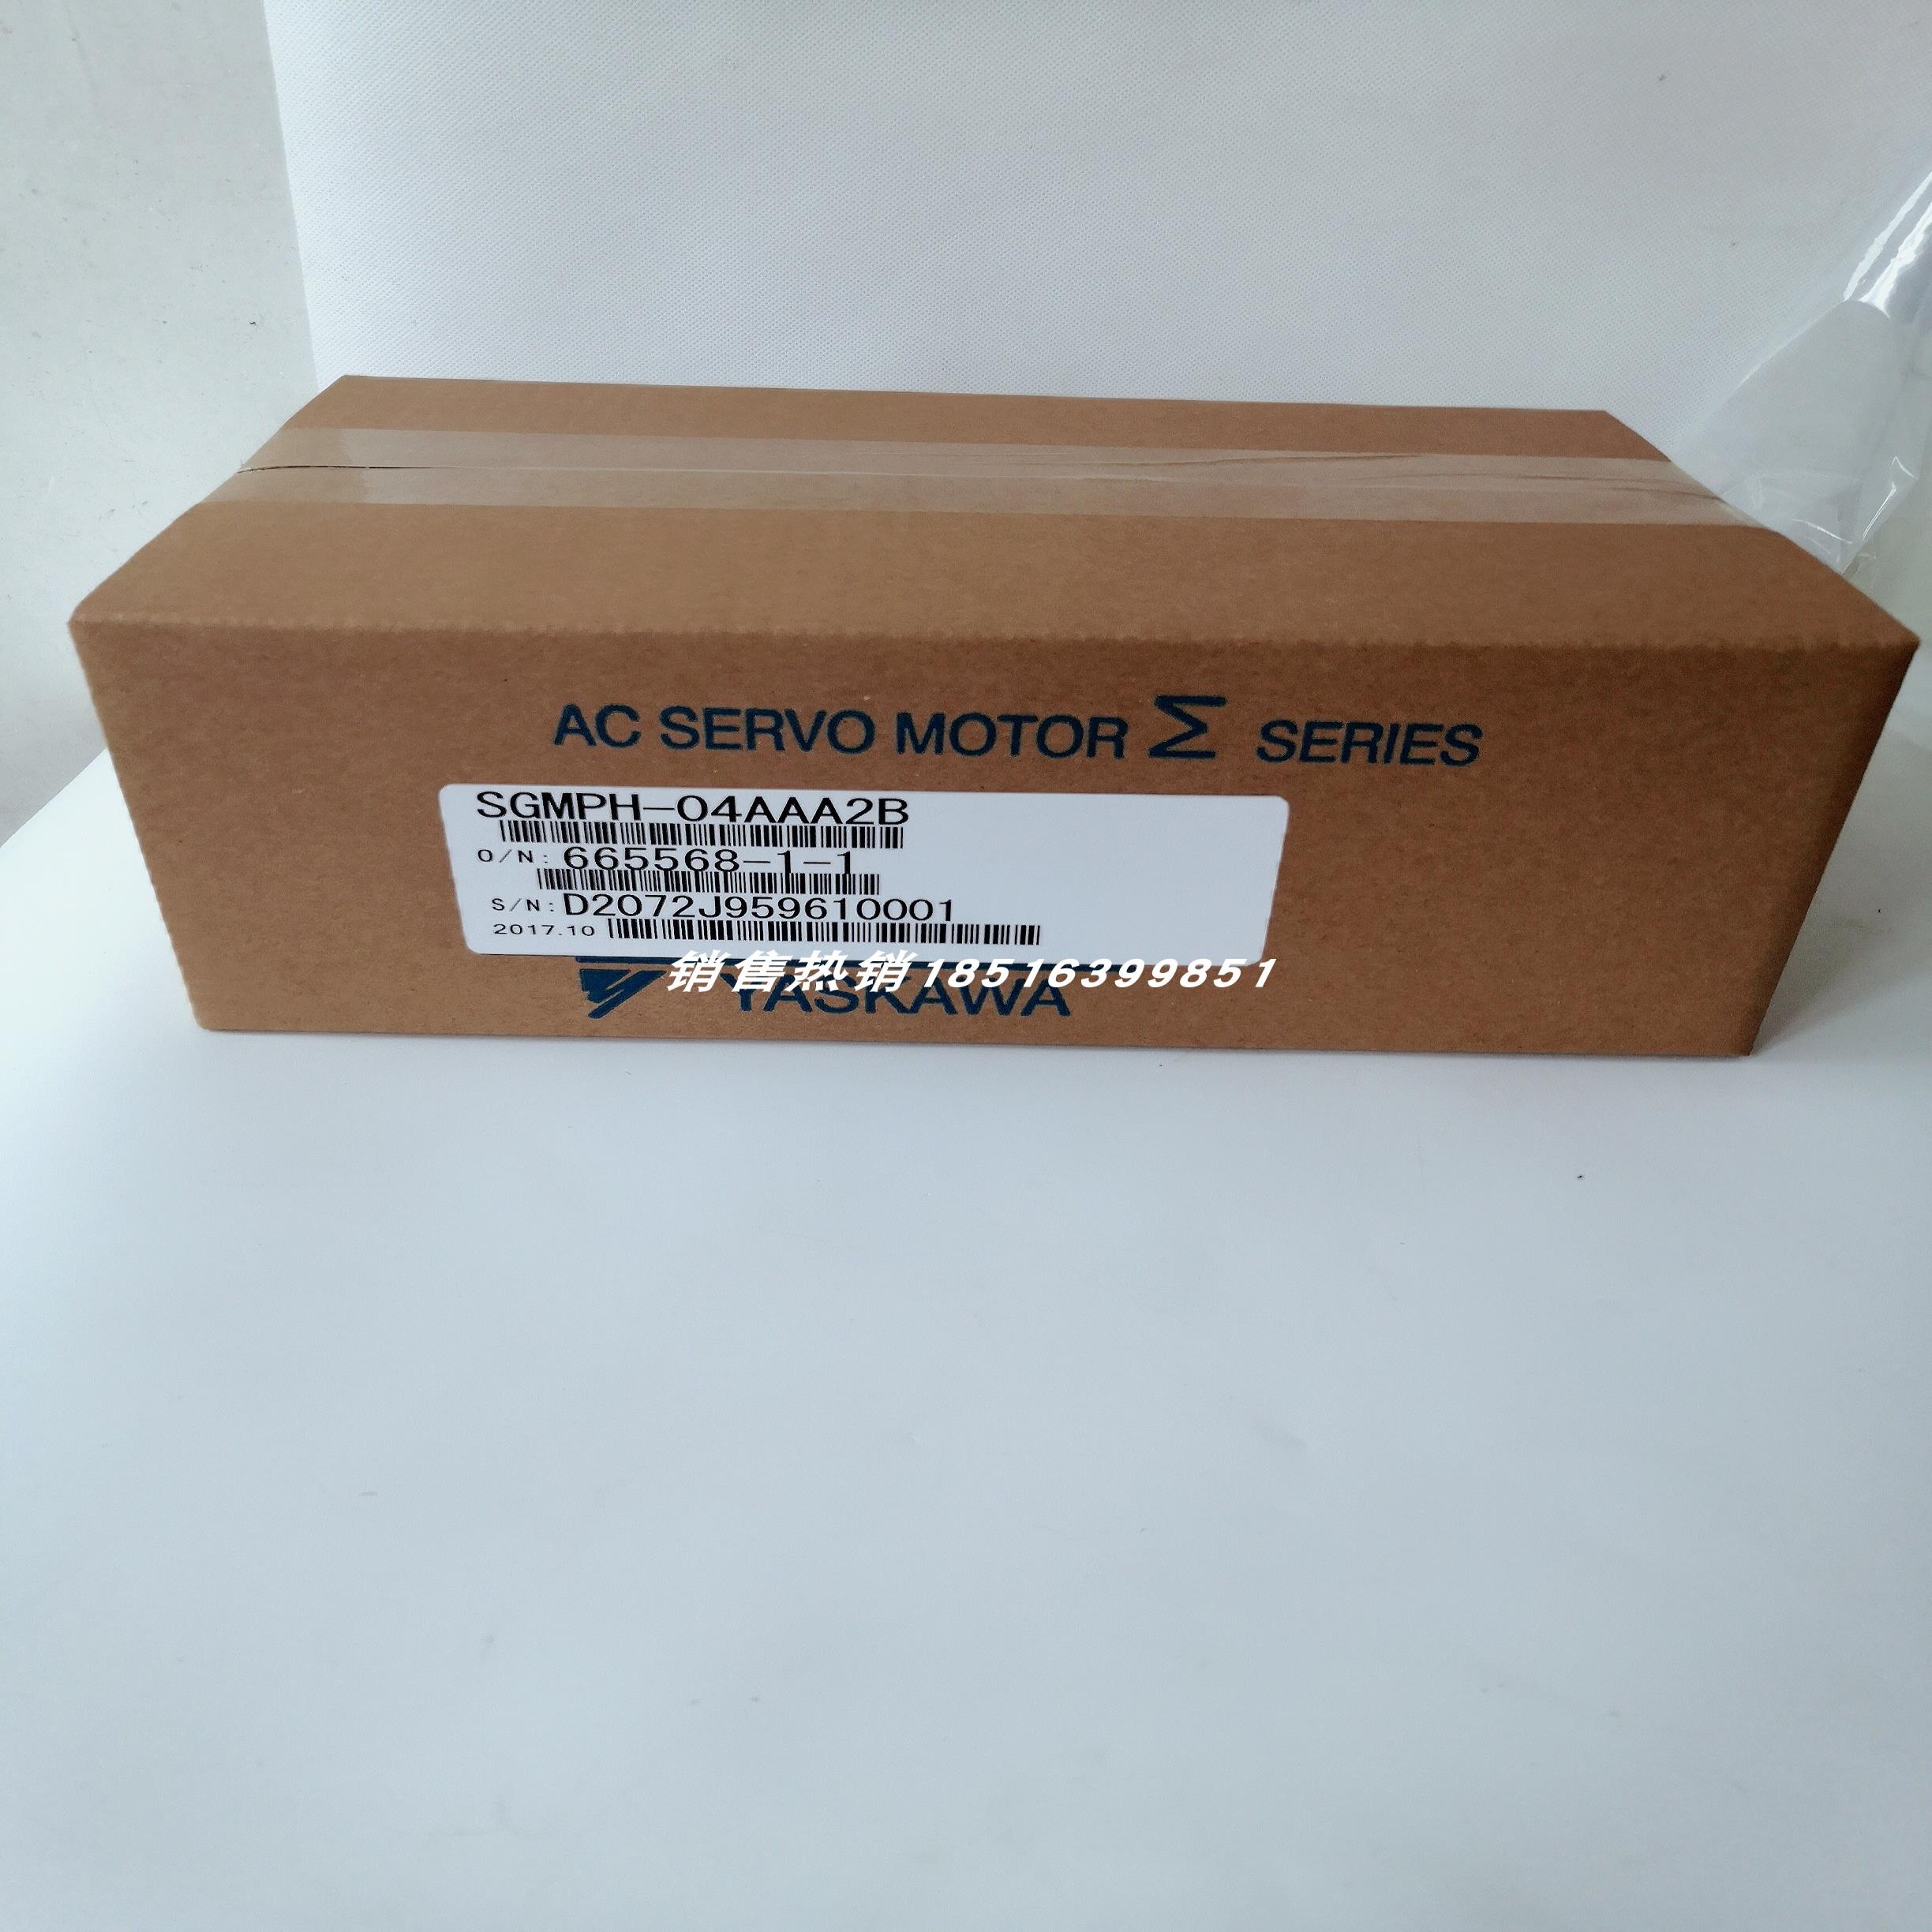 AC SERVO MOTOR Σ SERIES
SGMPH-04AAA2B
O/N: 665568-1-1
S/N: D2072J959610001
2017.10
销售热销18516399851
YASKAWA